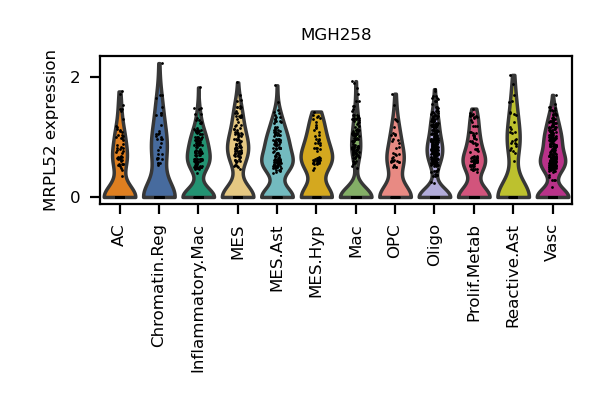 MGH258
MRPL52 expression
2
0
AC
Chromatin.Reg
Inflammatory.Mac
MES
MES.Ast
MES.Hyp
Mac
OPC
Oligo
Prolif.Metab
Reactive.Ast
Vasc